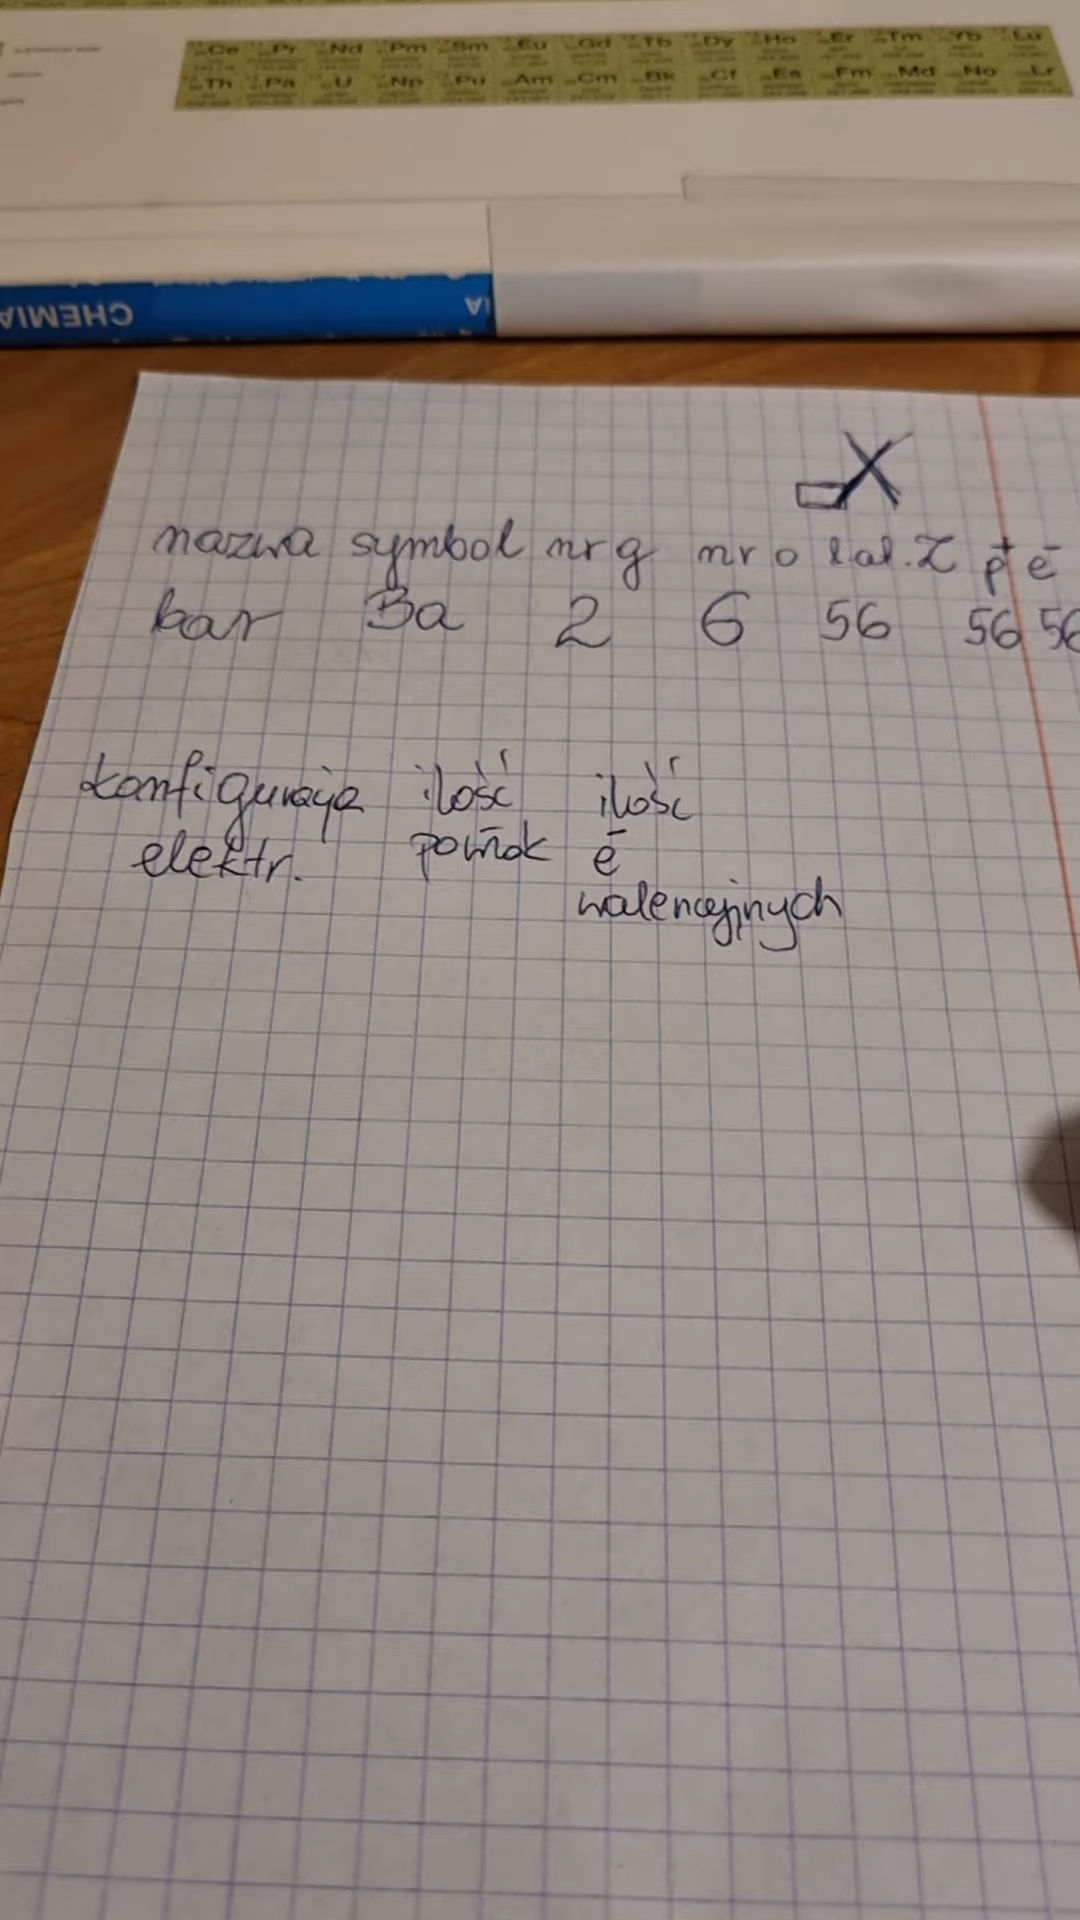 Ce Pr Nd Pm Sm Eu Gd Tb Dy Ho Er Tm Yb Lu
Th Pa U Np Pu Am Cm Bk Cf Es Fm Md No Lr
CHEMIA
IA
X
nazwa symbol nr g nr o l. at. Z p+ e-
bar Ba 2 6 56 56 56
konfiguracja ilość ilość
elektr. powłok e-
walencyjnych